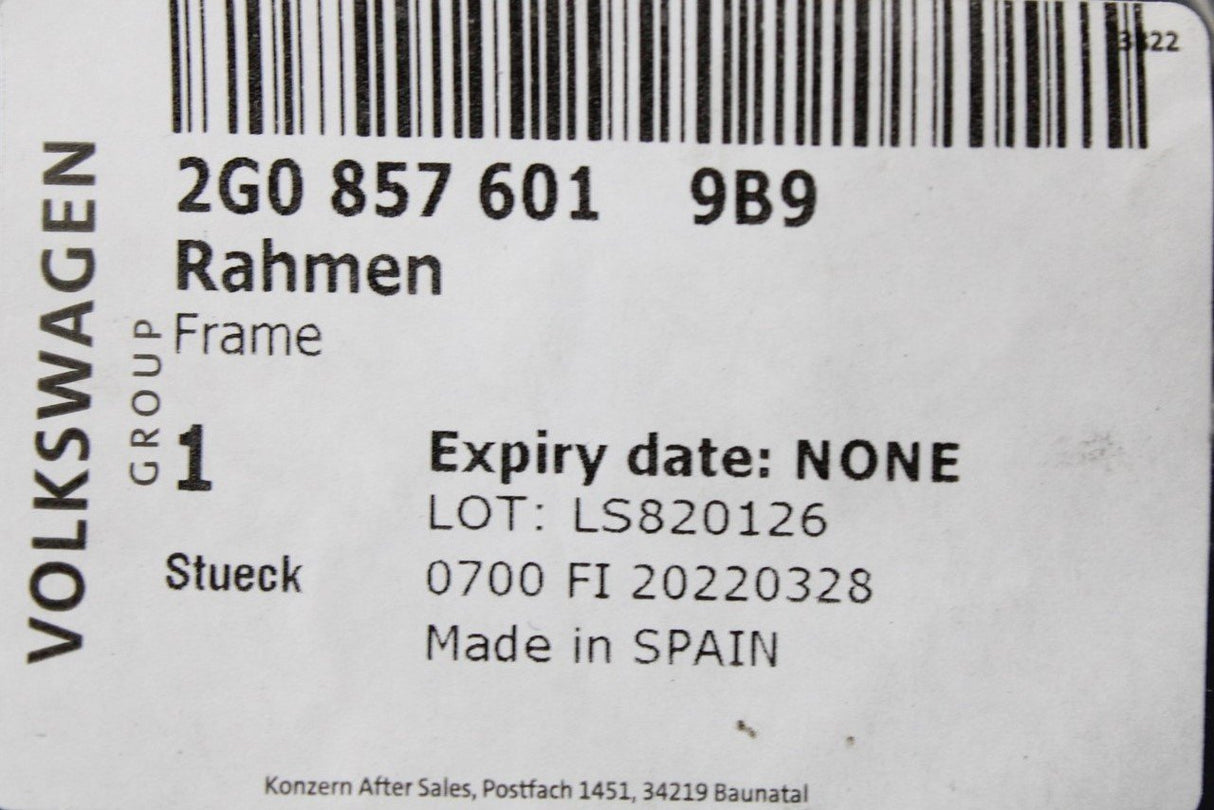 2G0 857 601 9B9
Rahmen
Frame
VOLKSWAGEN
GROUP
1
Stueck
Expiry date: NONE
LOT: LS820126
0700 FI 20220328
Made in SPAIN
Konzern After Sales, Postfach 1451, 34219 Baunatal